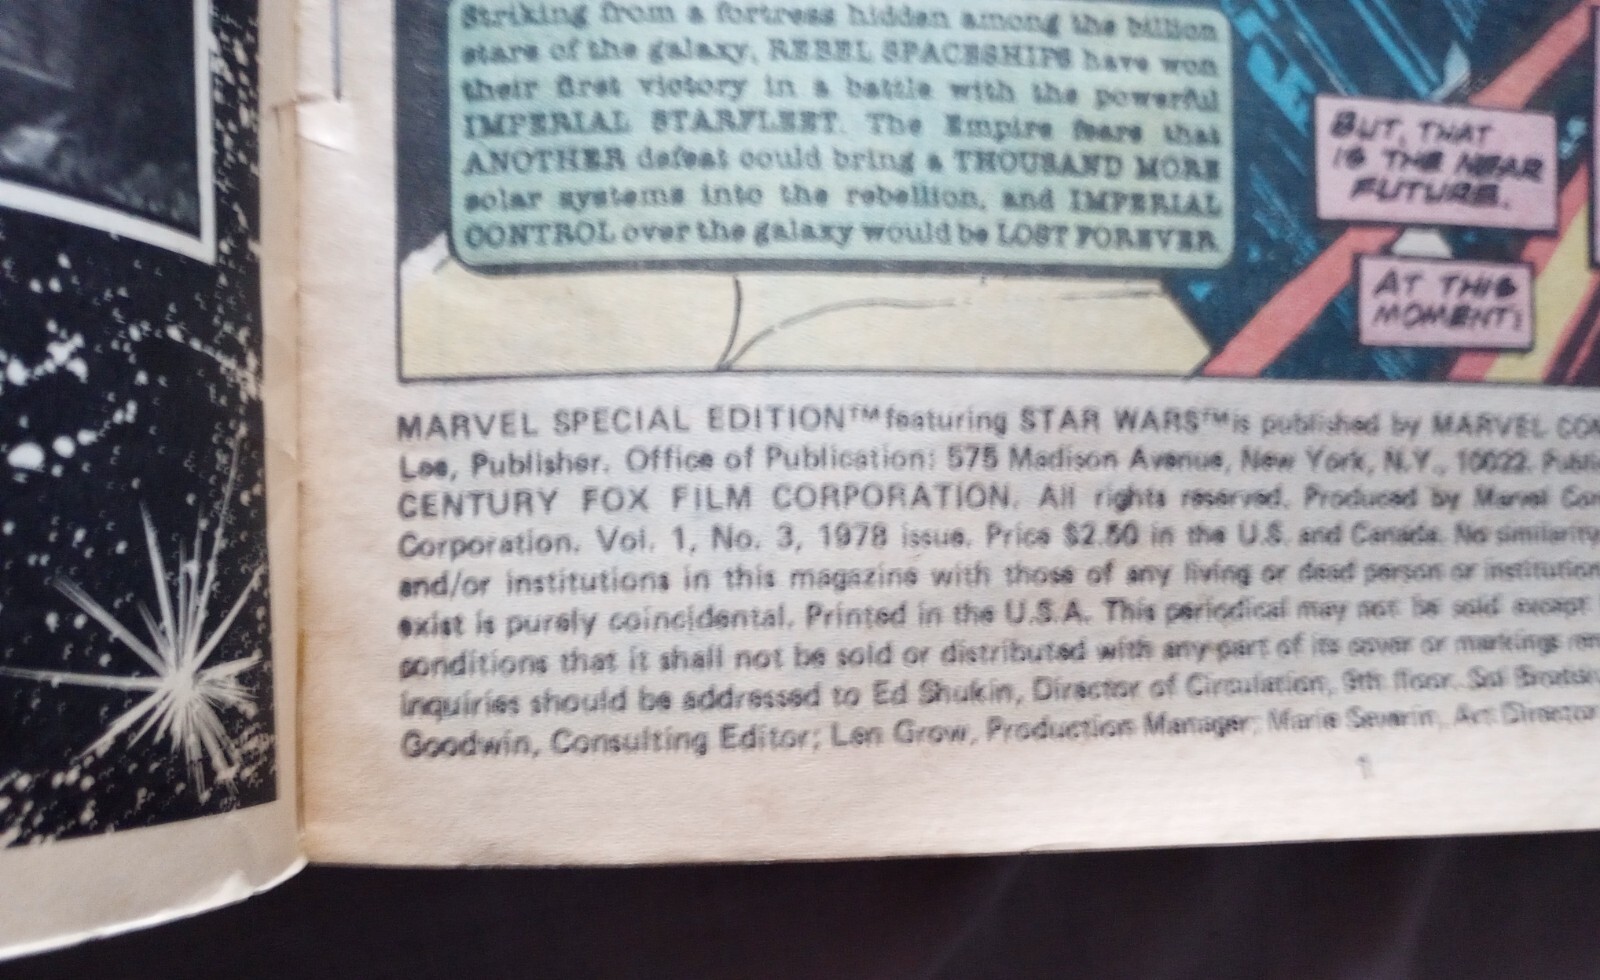 Striking from a fortress hidden among the billion
stars of the galaxy, REBEL SPACESHIPS have won
their first victory in a battle with the powerful
IMPERIAL STARFLEET. The Empire fears that
ANOTHER defeat could bring a THOUSAND MORE
solar systems into the rebellion, and IMPERIAL
CONTROL over the galaxy would be LOST FOREVER.
BUT, THAT
IS THE NEAR
FUTURE.
AT THIS
MOMENT:
MARVEL SPECIAL EDITION™ featuring STAR WARS™ is published by MARVEL
Lee, Publisher. Office of Publication: 575 Madison Avenue, New York, N.Y., 10022.
CENTURY FOX FILM CORPORATION. All rights reserved. Produced by Marvel
Corporation. Vol. 1, No. 3, 1978 issue. Price $2.50 in the U.S. and Canada. No similarity
and/or institutions in this magazine with those of any living or dead person or institution
exist is purely coincidental. Printed in the U.S.A. This periodical may not be sold except
conditions that it shall not be sold or distributed with any part of its cover or markings
inquiries should be addressed to Ed Shukin, Director of Circulation, 9th floor. Sol Brodsky
Goodwin, Consulting Editor; Len Grow, Production Manager; Marie Severin, Art Director
1